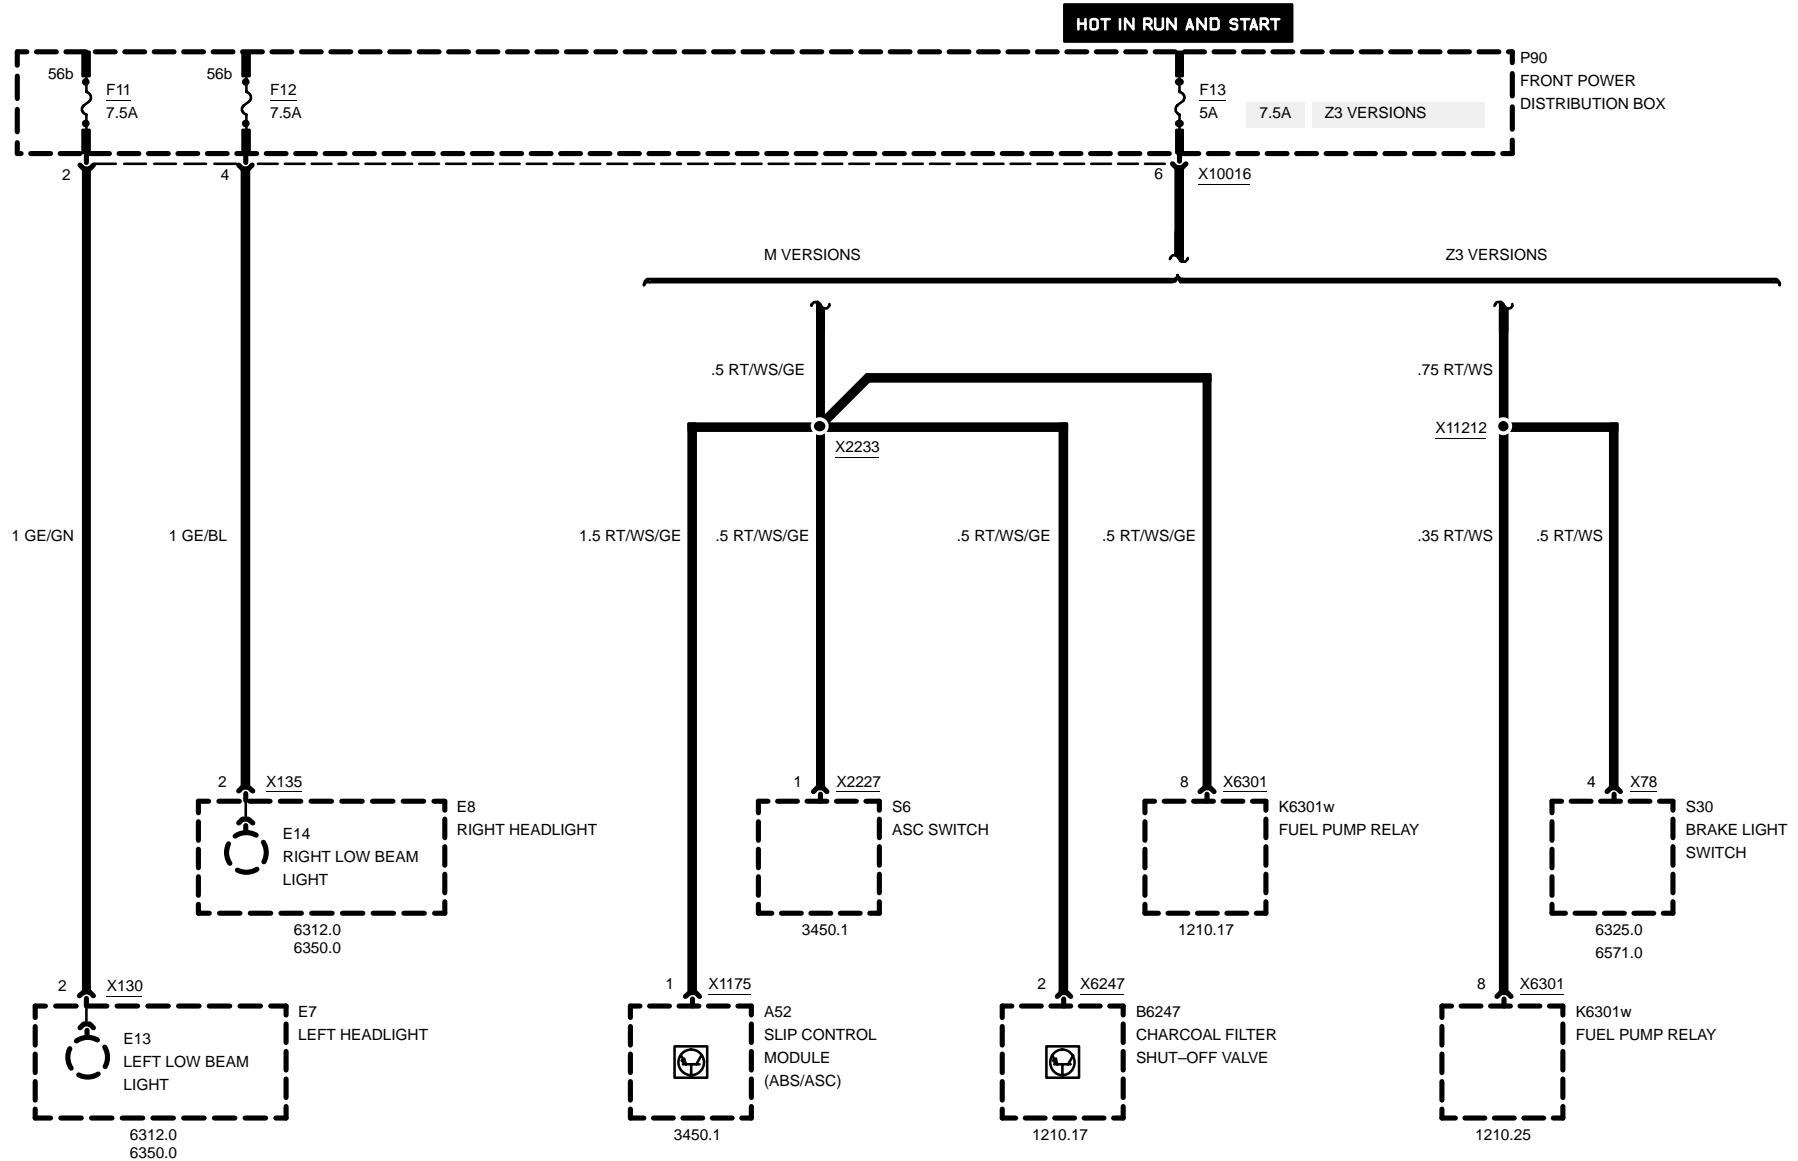 HOT IN RUN AND START
P90
FRONT POWER
DISTRIBUTION BOX
56b
F11
7.5A
56b
F12
7.5A
F13
5A
7.5A
Z3 VERSIONS
2
4
6
X10016
M VERSIONS
Z3 VERSIONS
.5 RT/WS/GE
.75 RT/WS
X2233
X11212
1 GE/GN
1 GE/BL
1.5 RT/WS/GE
.5 RT/WS/GE
.5 RT/WS/GE
.5 RT/WS/GE
.35 RT/WS
.5 RT/WS
2
X135
E8
RIGHT HEADLIGHT
E14
RIGHT LOW BEAM
LIGHT
6312.0
6350.0
1
X2227
S6
ASC SWITCH
3450.1
8
X6301
K6301w
FUEL PUMP RELAY
1210.17
4
X78
S30
BRAKE LIGHT
SWITCH
6325.0
6571.0
2
X130
E7
LEFT HEADLIGHT
E13
LEFT LOW BEAM
LIGHT
6312.0
6350.0
1
X1175
A52
SLIP CONTROL
MODULE
(ABS/ASC)
3450.1
2
X6247
B6247
CHARCOAL FILTER
SHUT–OFF VALVE
1210.17
8
X6301
K6301w
FUEL PUMP RELAY
1210.25